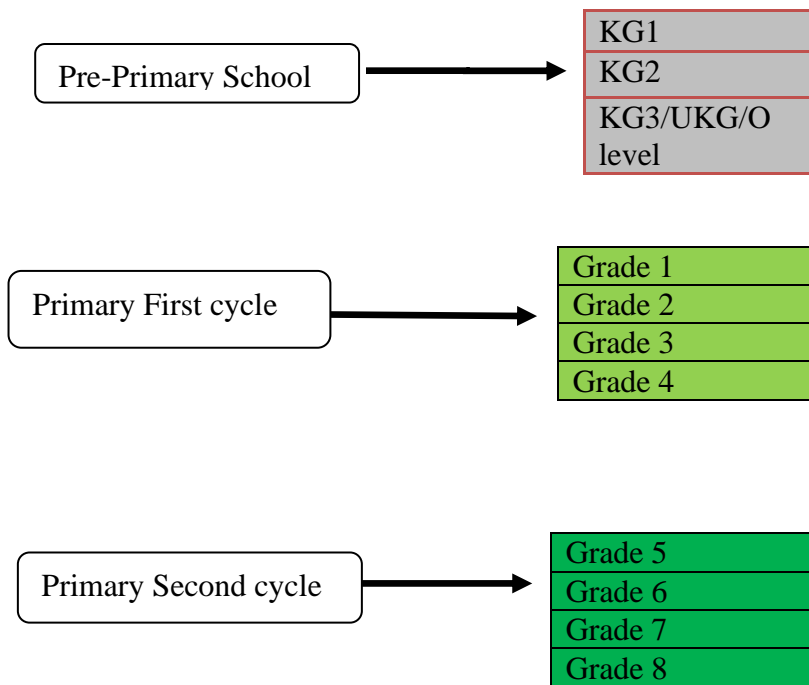 Pre-Primary School
KG1
KG2
KG3/UKG/O
level
Primary First cycle
Grade 1
Grade 2
Grade 3
Grade 4
Primary Second cycle
Grade 5
Grade 6
Grade 7
Grade 8